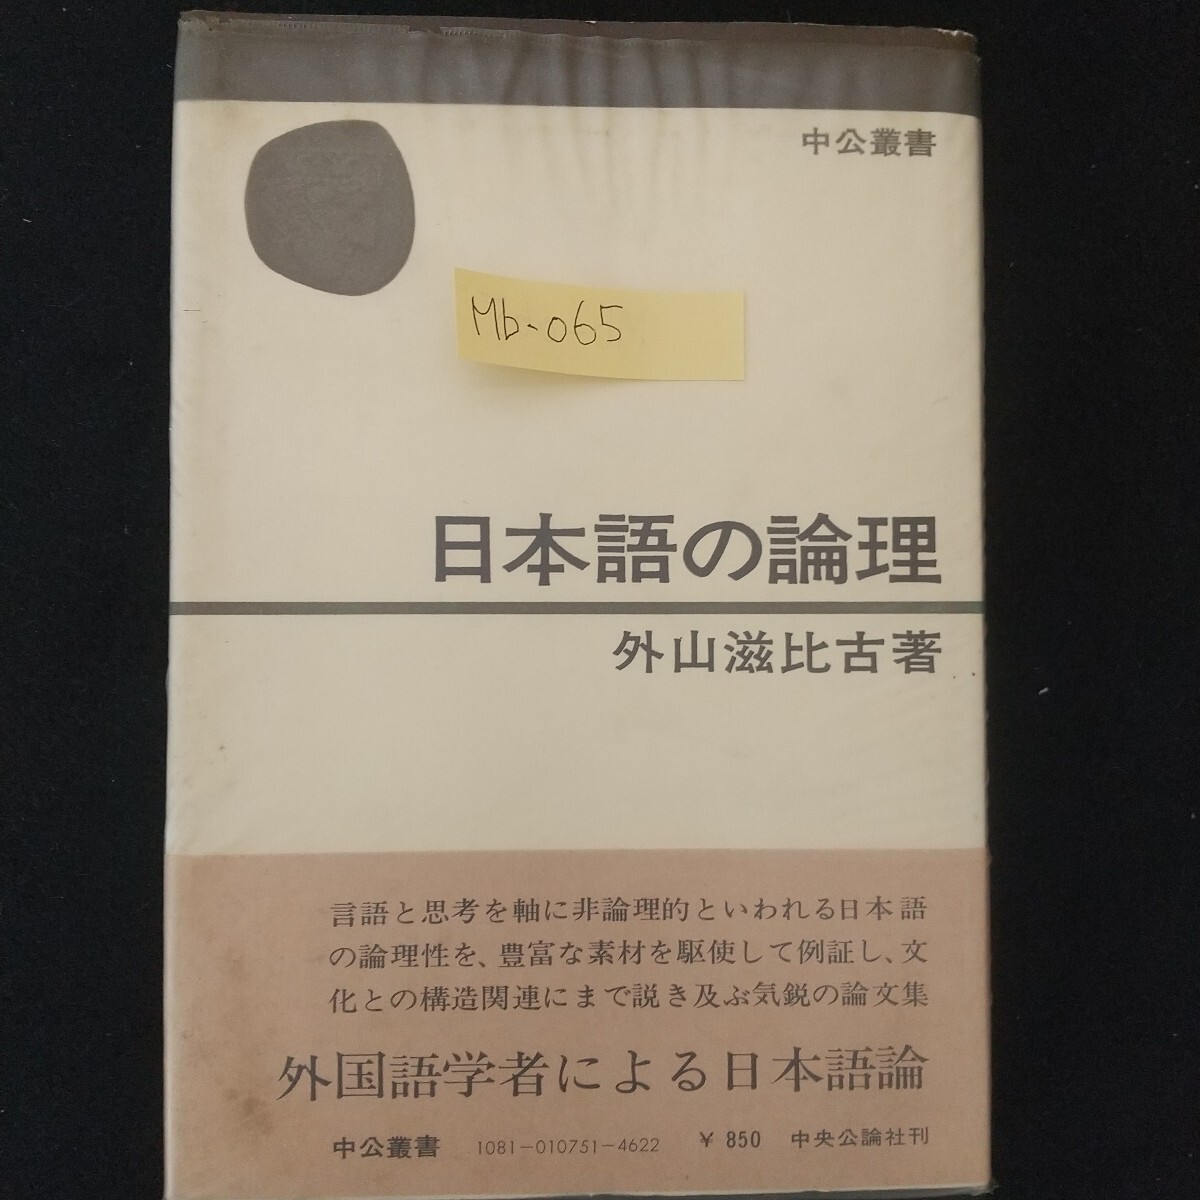 中公叢書
Mb-065
日本語の論理
外山滋比古著
言語と思考を軸に非論理的といわれる日本語
の論理性を、豊富な素材を駆使して例証し、文
化との構造関連にまで説き及ぶ気鋭の論文集
外国語学者による日本語論
中公叢書 1081-010751-4622 ¥ 850 中央公論社刊